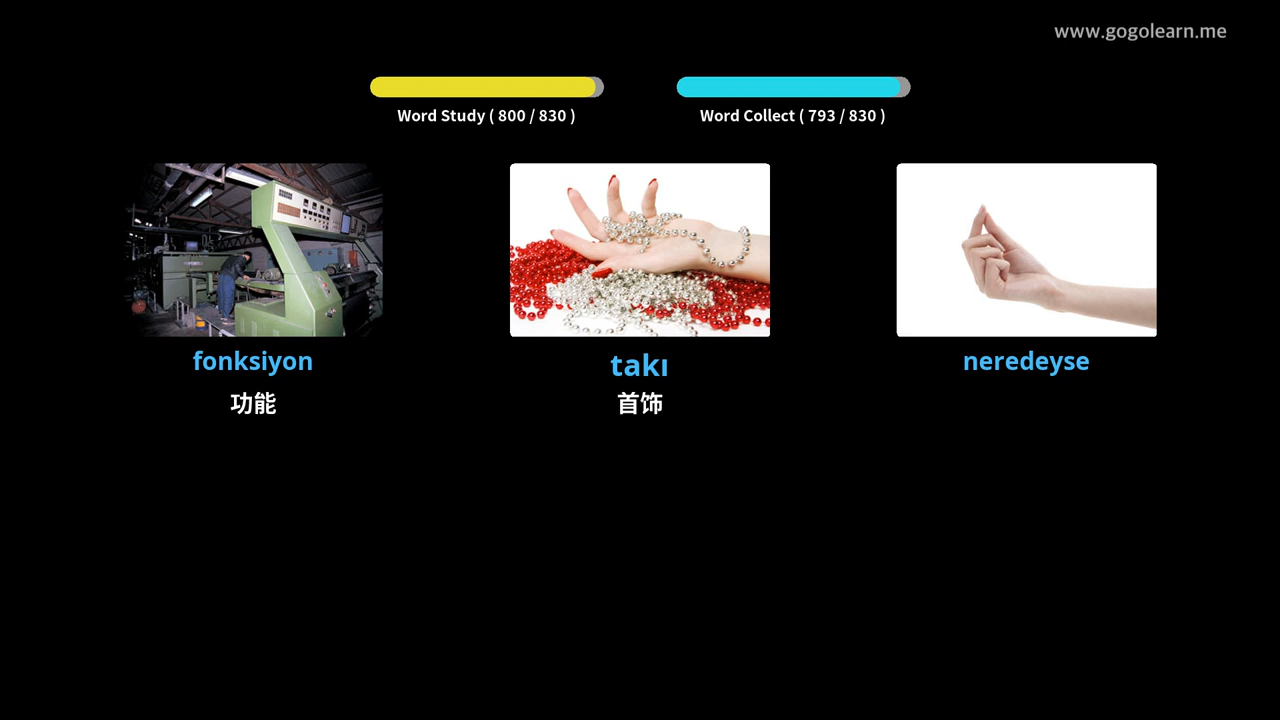 www.gogolearn.me
Word Study ( 800 / 830 )
Word Collect ( 793 / 830 )
fonksiyon
takı
neredeyse
功能
首饰